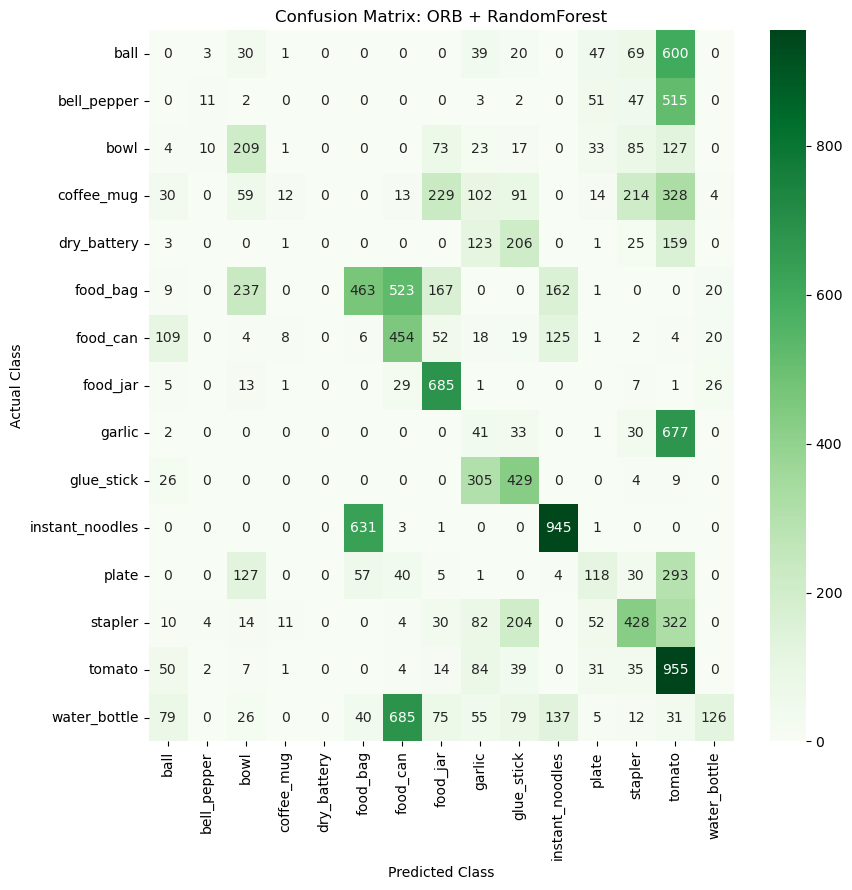 Confusion Matrix: ORB + RandomForest
ball 0 3 30 1 0 0 0 0 39 20 0 47 69 600 0
bell_pepper 0 11 2 0 0 0 0 0 3 2 0 51 47 515 0
bowl 4 10 209 1 0 0 0 73 23 17 0 33 85 127 0
coffee_mug 30 0 59 12 0 0 13 229 102 91 0 14 214 328 4
dry_battery 3 0 0 1 0 0 0 0 123 206 0 1 25 159 0
food_bag 9 0 237 0 0 463 523 167 0 0 162 1 0 0 20
food_can 109 0 4 8 0 6 454 52 18 19 125 1 2 4 20
food_jar 5 0 13 1 0 0 29 685 1 0 0 0 7 1 26
garlic 2 0 0 0 0 0 0 0 41 33 0 1 30 677 0
glue_stick 26 0 0 0 0 0 0 0 305 429 0 0 4 9 0
instant_noodles 0 0 0 0 0 631 3 1 0 0 945 1 0 0 0
plate 0 0 127 0 0 57 40 5 1 0 4 118 30 293 0
stapler 10 4 14 11 0 0 4 30 82 204 0 52 428 322 0
tomato 50 2 7 1 0 0 4 14 84 39 0 31 35 955 0
water_bottle 79 0 26 0 0 40 685 75 55 79 137 5 12 31 126
ball bell_pepper bowl coffee_mug dry_battery food_bag food_can food_jar garlic glue_stick instant_noodles plate stapler tomato water_bottle
Predicted Class
Actual Class
800
600
400
200
0